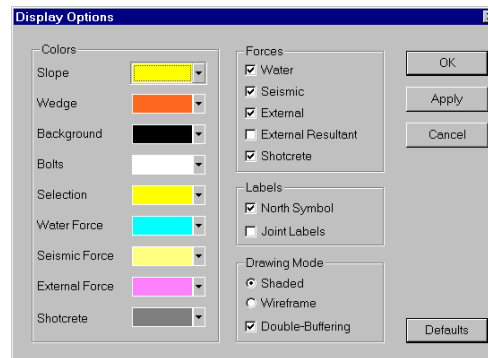 Display Options
Colors
Slope
Wedge
Background
Bolts
Selection
Water Force
Seismic Force
External Force
Shotcrete
Forces
Water
Seismic
External
External Resultant
Shotcrete
Labels
North Symbol
Joint Labels
Drawing Mode
Shaded
Wireframe
Double-Buffering
OK
Apply
Cancel
Defaults